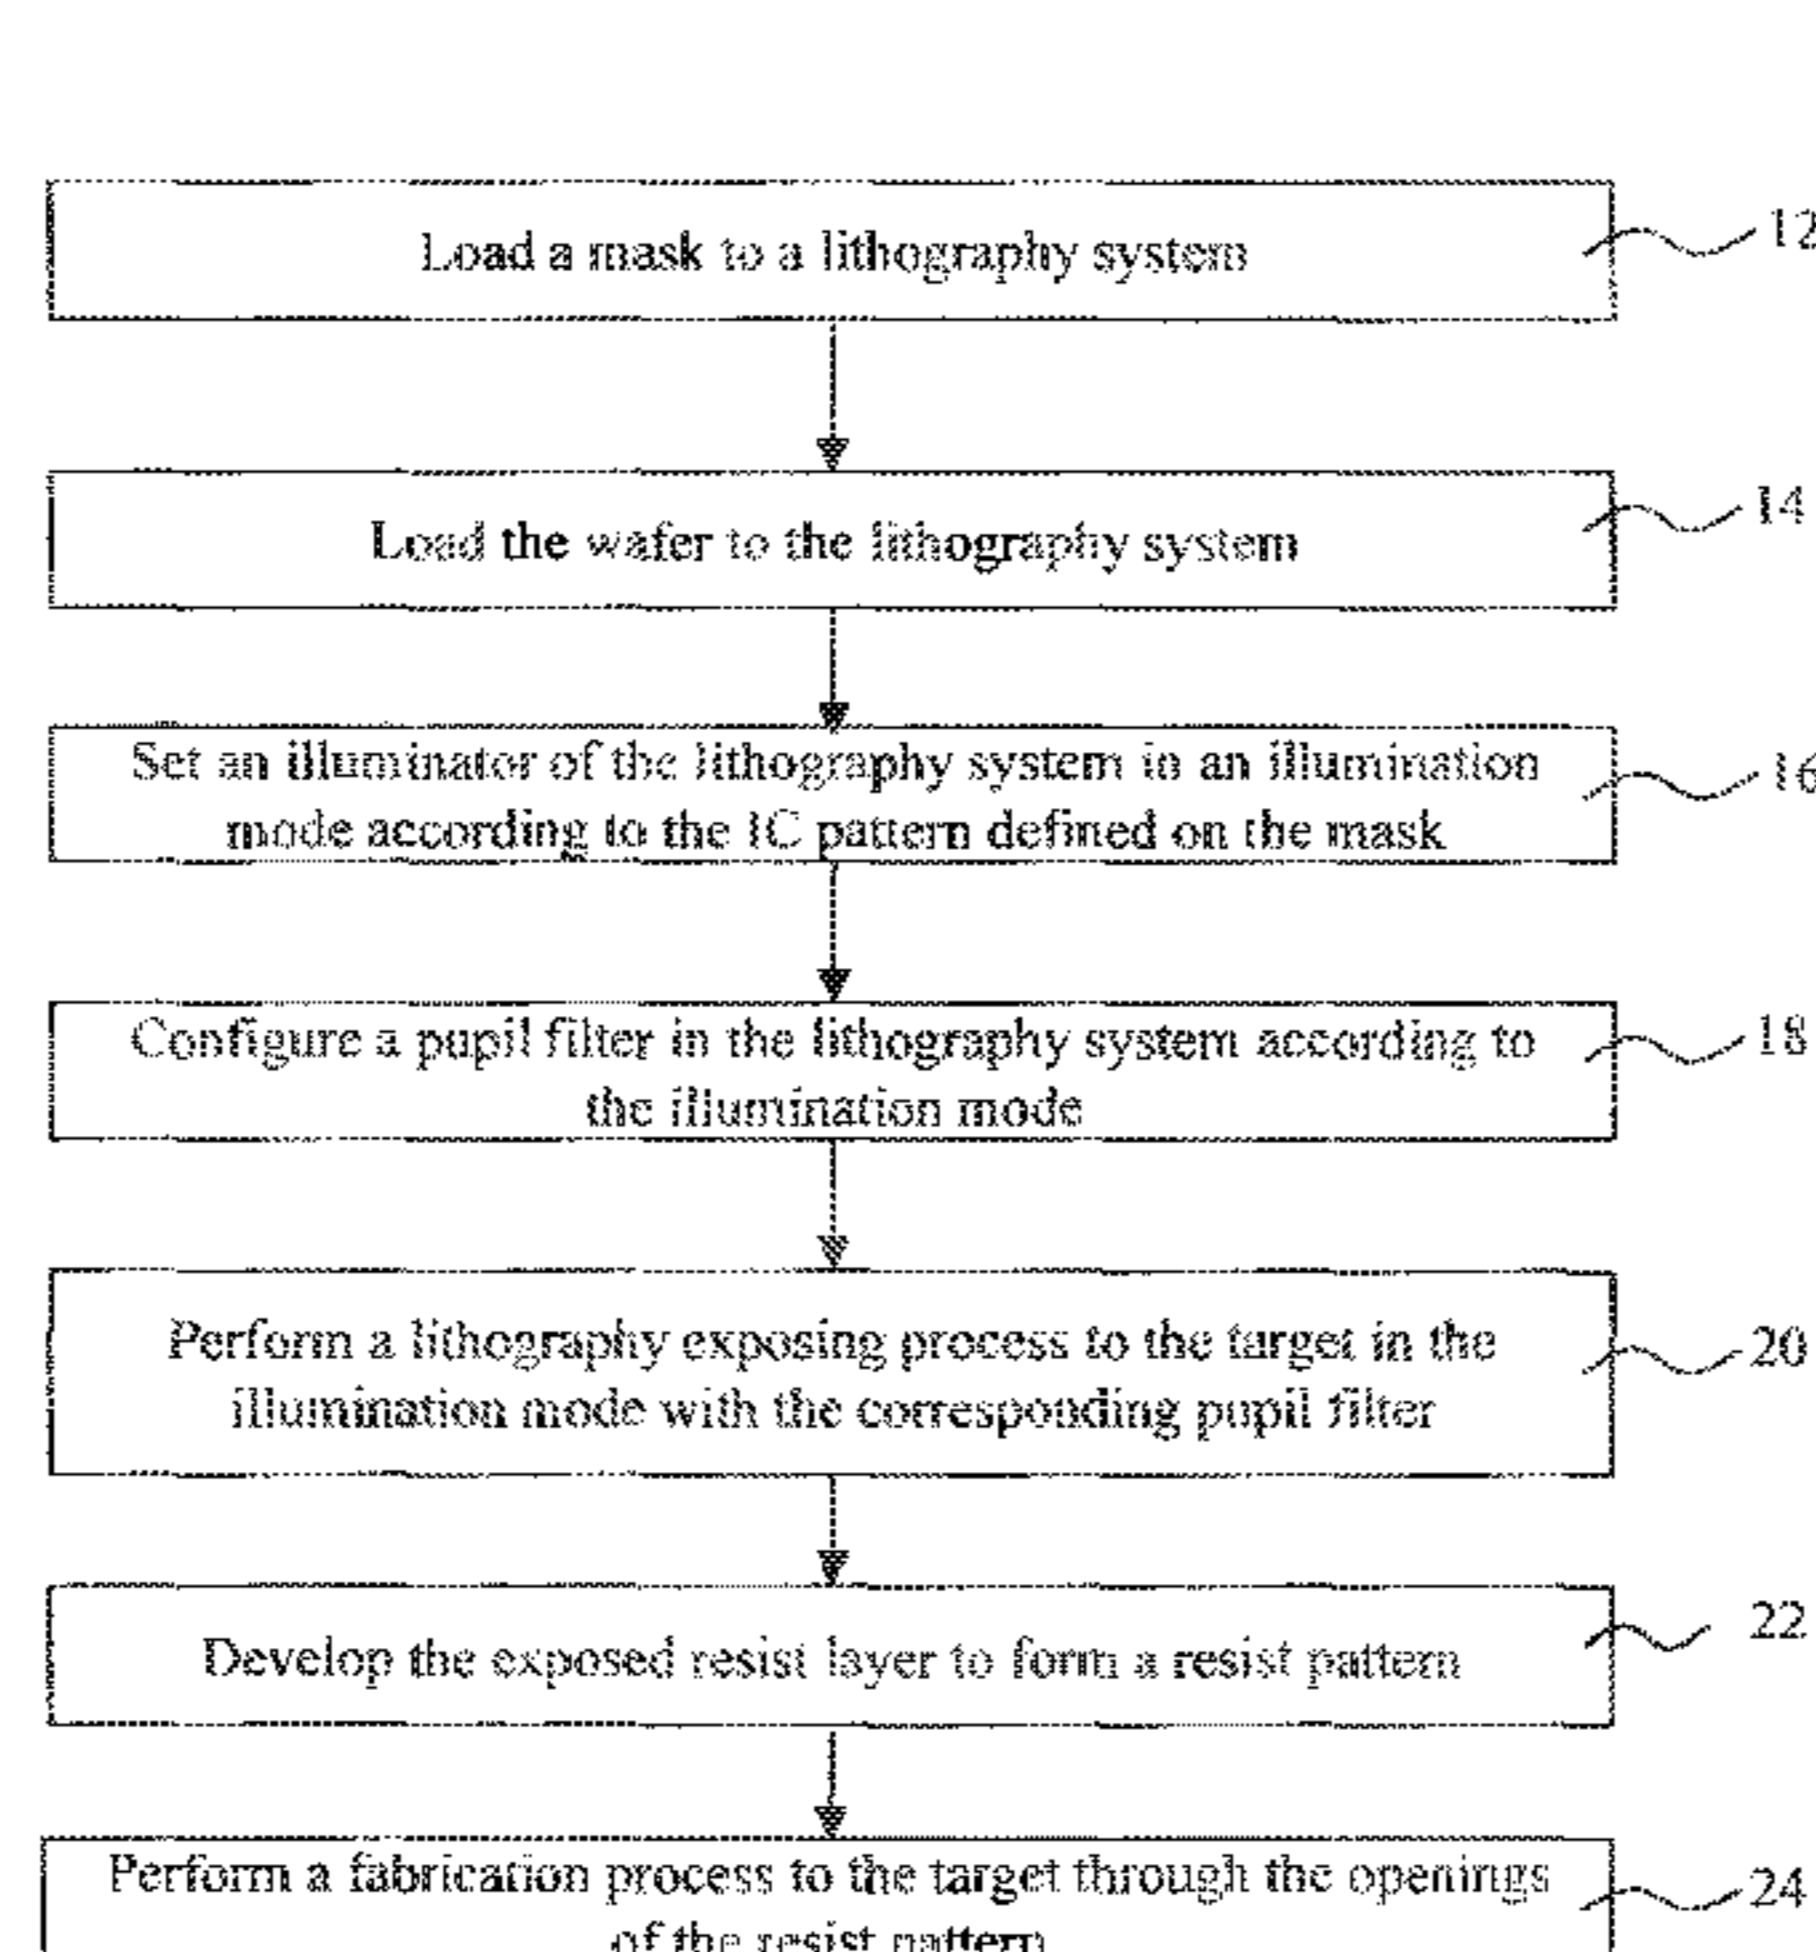 Load a mask to a lithography system
12
Load the wafer to the lithography system
14
Set an illuminator of the lithography system in an illumination
mode according to the IC pattern defined on the mask
16
Configure a pupil filter in the lithography system according to
the illumination mode
18
Perform a lithography exposing process to the target in the
illumination mode with the corresponding pupil filter
20
Develop the exposed resist layer to form a resist pattern
22
Perform a fabrication process to the target through the openings
of the resist pattern
24